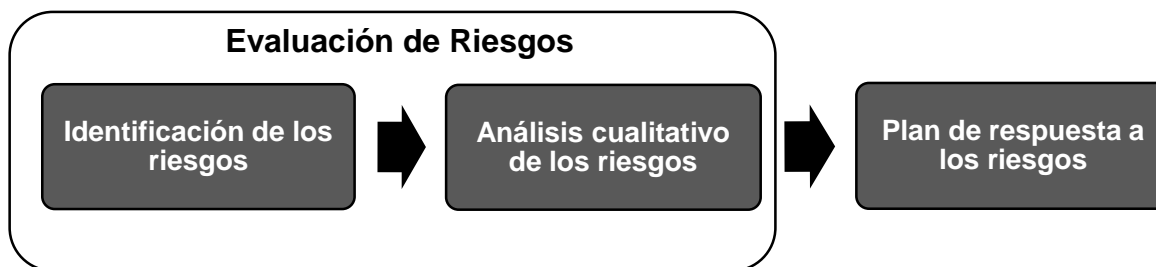 Evaluación de Riesgos
Identificación de los
riesgos
Análisis cualitativo
de los riesgos
Plan de respuesta a
los riesgos